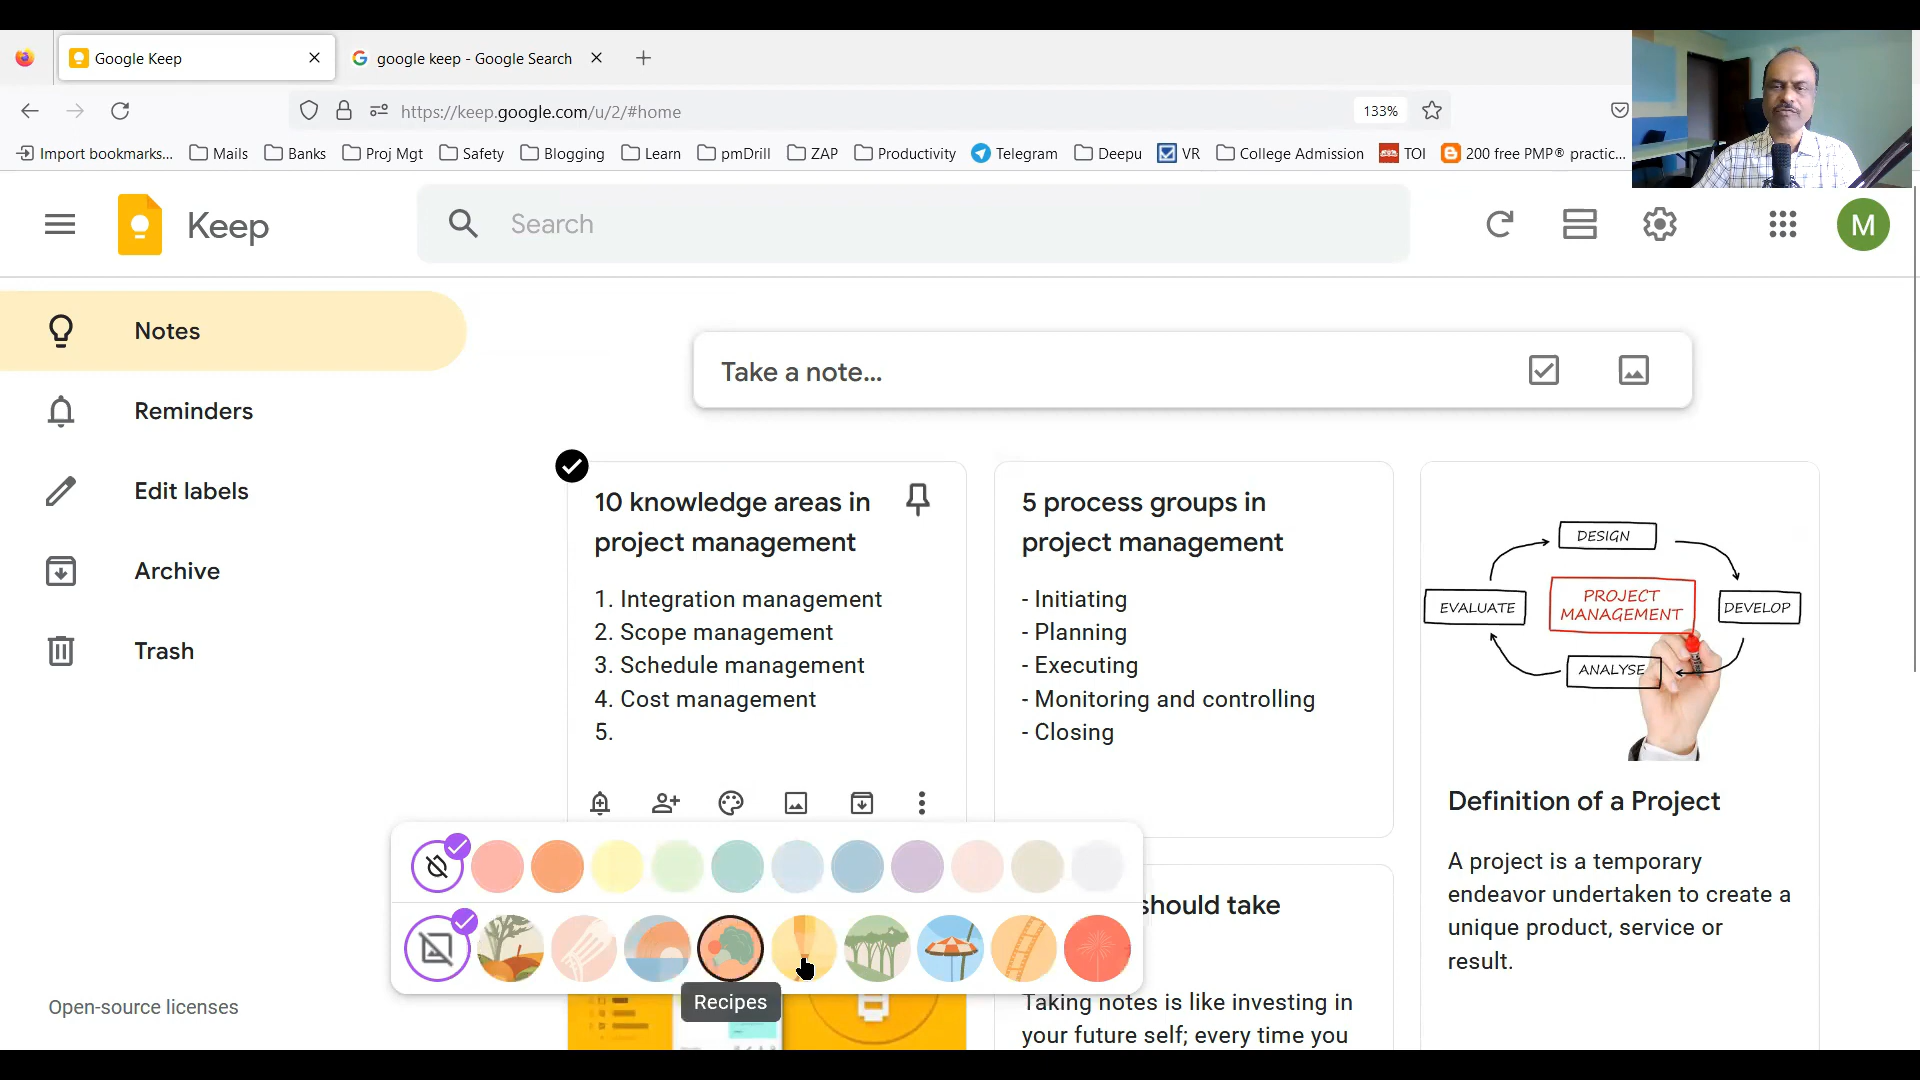 Google Keep
google keep - Google Search
https://keep.google.com/u/2/#home
133%
Import bookmarks...
Mails
Banks
Proj Mgt
Safety
Blogging
Learn
pmDrill
ZAP
Productivity
Telegram
Deepu
VR
College Admission
TOI
200 free PMP® practic...
Keep
Search
M
Notes
Reminders
Edit labels
Archive
Trash
Open-source licenses
Take a note...
10 knowledge areas in
project management
1. Integration management
2. Scope management
3. Schedule management
4. Cost management
5.
5 process groups in
project management
- Initiating
- Planning
- Executing
- Monitoring and controlling
- Closing
DESIGN
EVALUATE
PROJECT
MANAGEMENT
DEVELOP
ANALYSE
Definition of a Project
A project is a temporary
endeavor undertaken to create a
unique product, service or
result.
Recipes
should take
Taking notes is like investing in
your future self; every time you